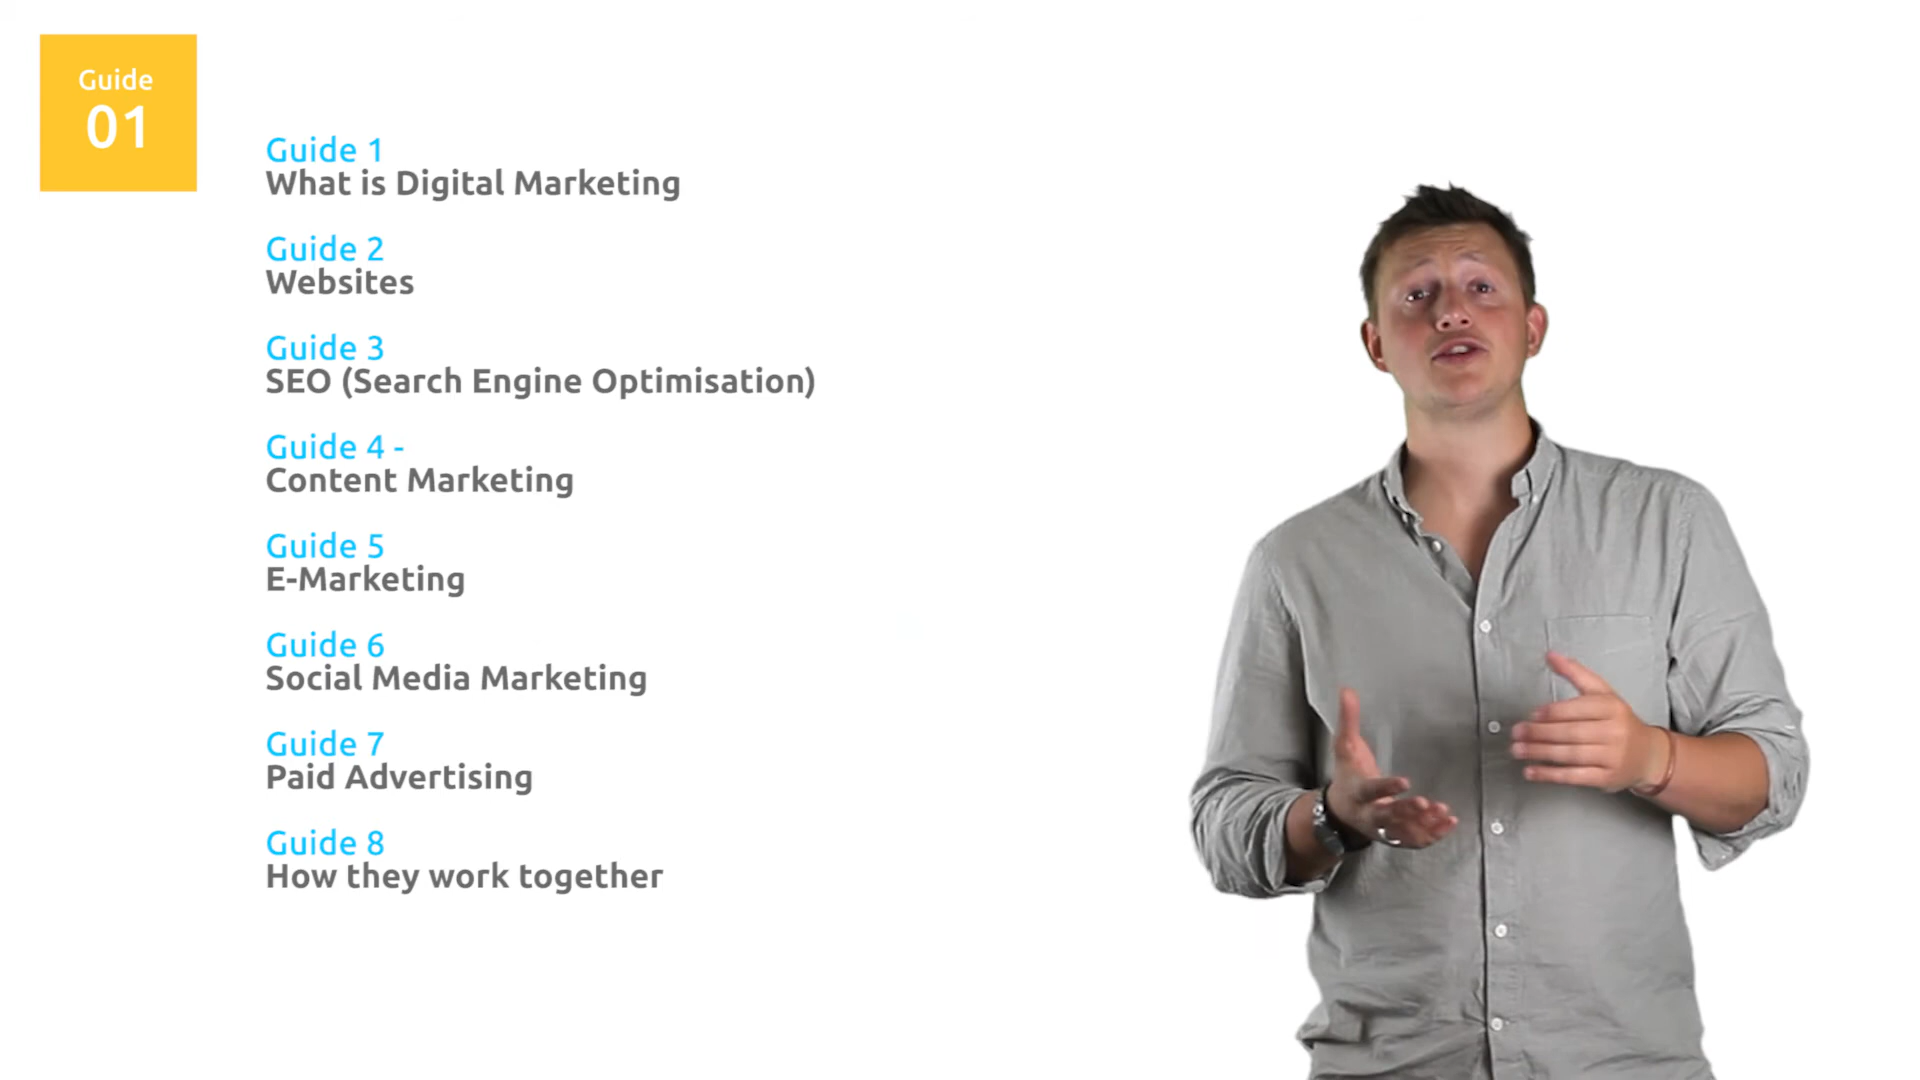 Guide
01
Guide 1
What is Digital Marketing
Guide 2
Websites
Guide 3
SEO (Search Engine Optimisation)
Guide 4 -
Content Marketing
Guide 5
E-Marketing
Guide 6
Social Media Marketing
Guide 7
Paid Advertising
Guide 8
How they work together